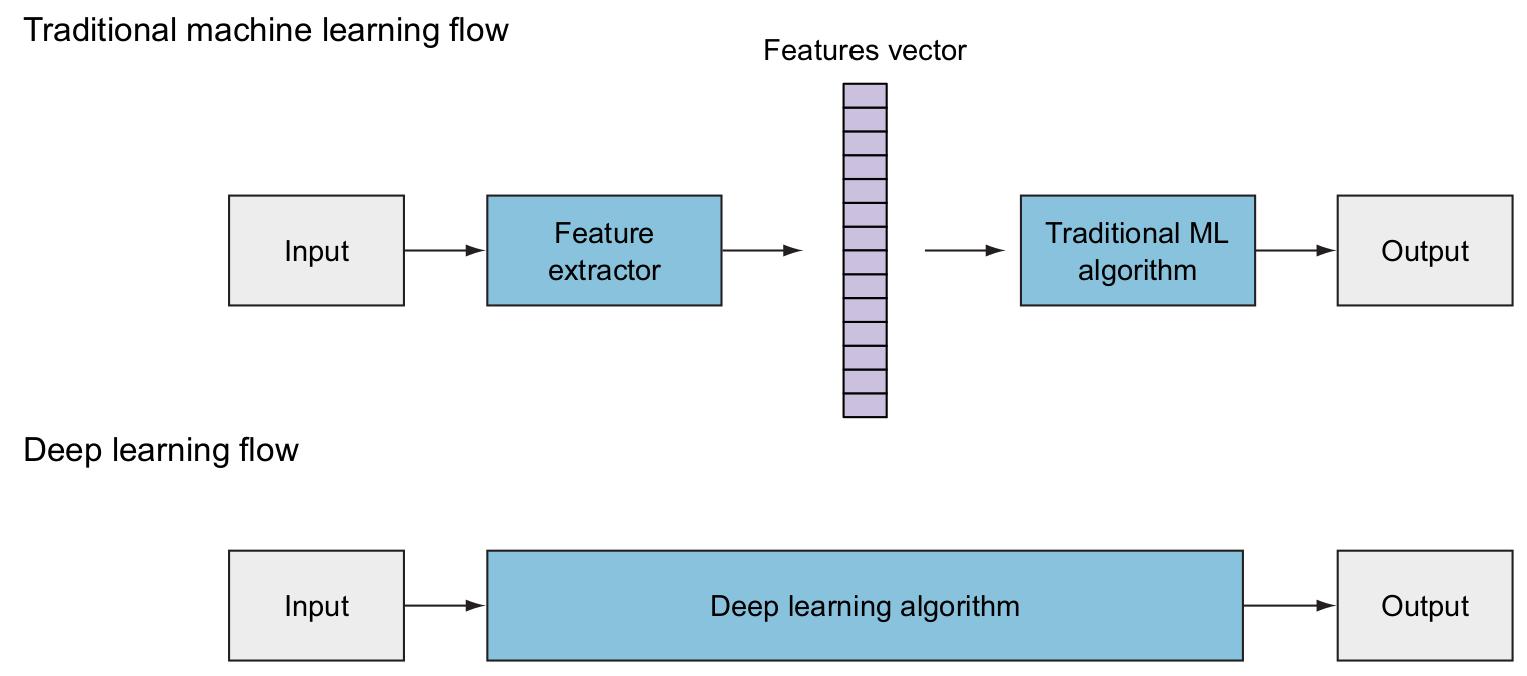 Traditional machine learning flow
Features vector
Input
Feature
extractor
Traditional ML
algorithm
Output
Deep learning flow
Input
Deep learning algorithm
Output